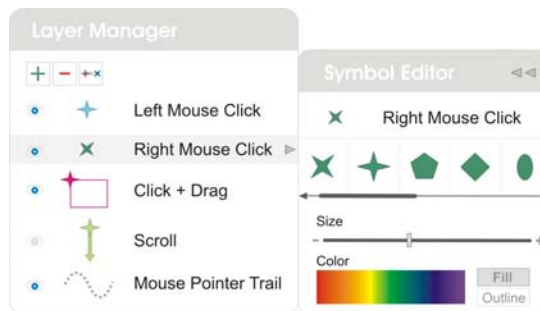 Layer Manager
Left Mouse Click
Right Mouse Click
Click + Drag
Scroll
Mouse Pointer Trail
Symbol Editor
Right Mouse Click
Size
Color
Fill
Outline